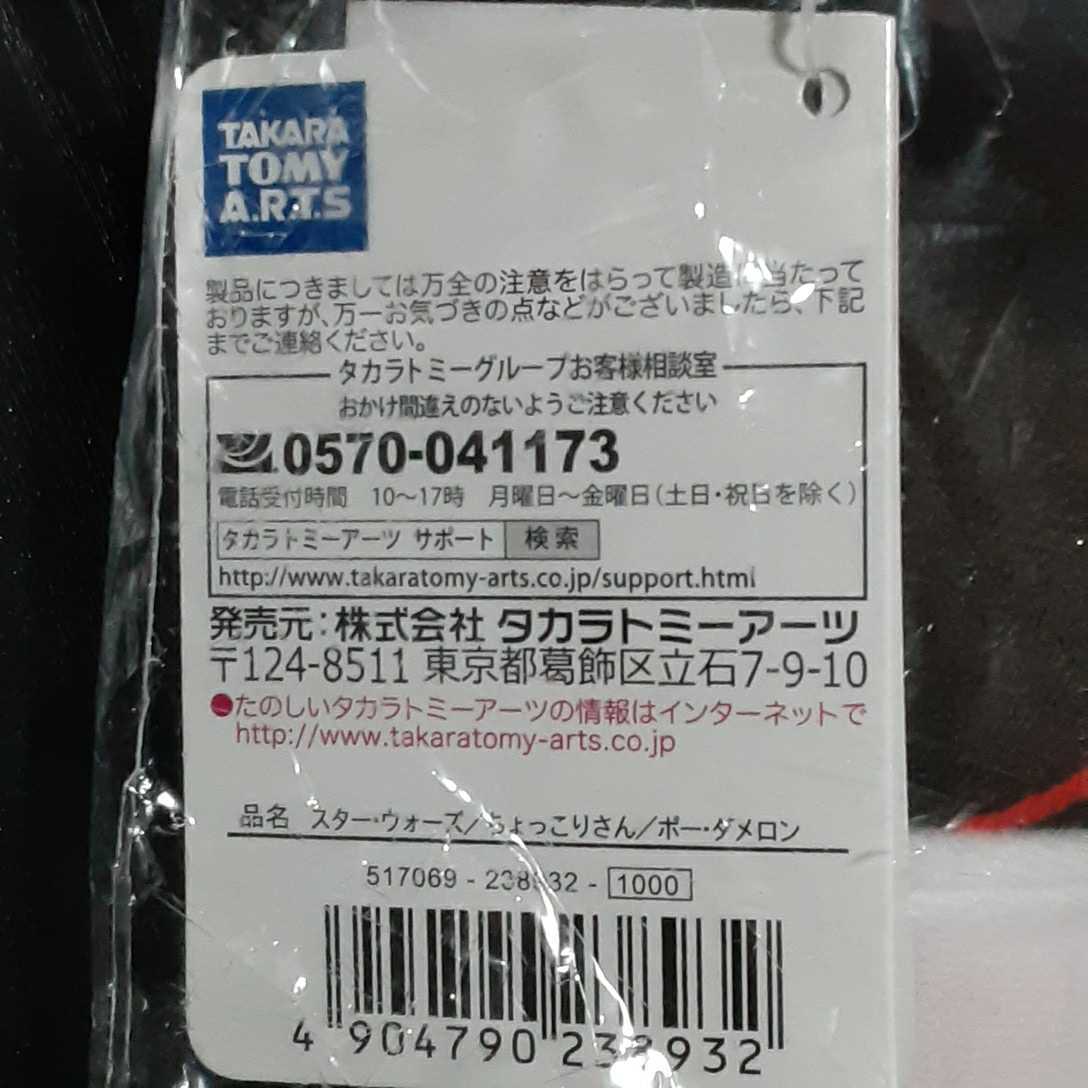 TAKARA
TOMY
A.R.T.S
製品につきましては万全の注意をはらって製造に当たって
おりますが、万一お気づきの点などがございましたら、下記
までご連絡ください。
タカラトミーグループお客様相談室
おかけ間違えのないようご注意ください
0570-041173
電話受付時間 10〜17時 月曜日〜金曜日(土日・祝日を除く)
タカラトミーアーツ サポート 検索
http://www.takaratomy-arts.co.jp/support.html
発売元:株式会社 タカラトミーアーツ
〒124-8511 東京都葛飾区立石7-9-10
●たのしいタカラトミーアーツの情報はインターネットで
http://www.takaratomy-arts.co.jp
品名 スター・ウォーズ/ちょっこりさん/ポー・ダメロン
517069 - 238932 - 1000
4 904790 238932